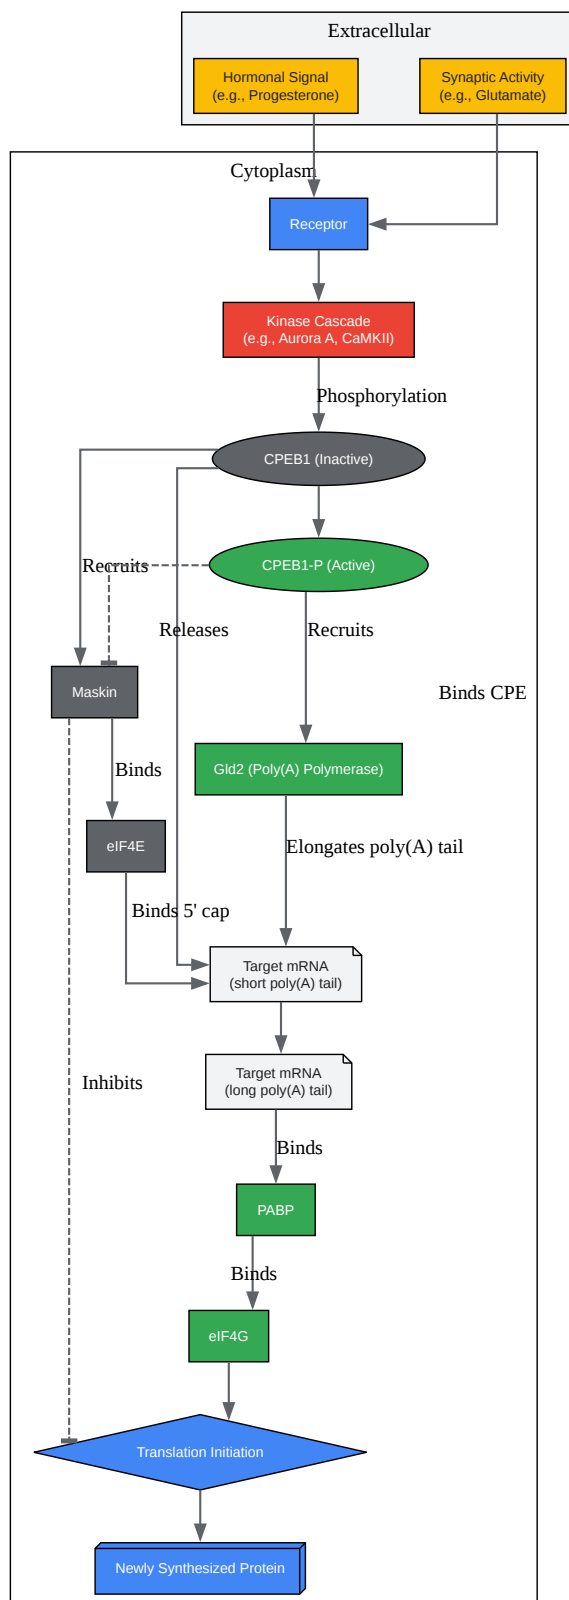 Extracellular
Hormonal Signal
(e.g., Progesterone)
Synaptic Activity
(e.g., Glutamate)
Cytoplasm
Receptor
Kinase Cascade
(e.g., Aurora A, CaMKII)
Phosphorylation
CPEB1 (Inactive)
CPEB1-P (Active)
Recruits
Releases
Recruits
Maskin
Binds CPE
Binds
Gld2 (Poly(A) Polymerase)
eIF4E
Elongates poly(A) tail
Binds 5' cap
Target mRNA
(short poly(A) tail)
Target mRNA
(long poly(A) tail)
Inhibits
Binds
PABP
Binds
eIF4G
Translation Initiation
Newly Synthesized Protein